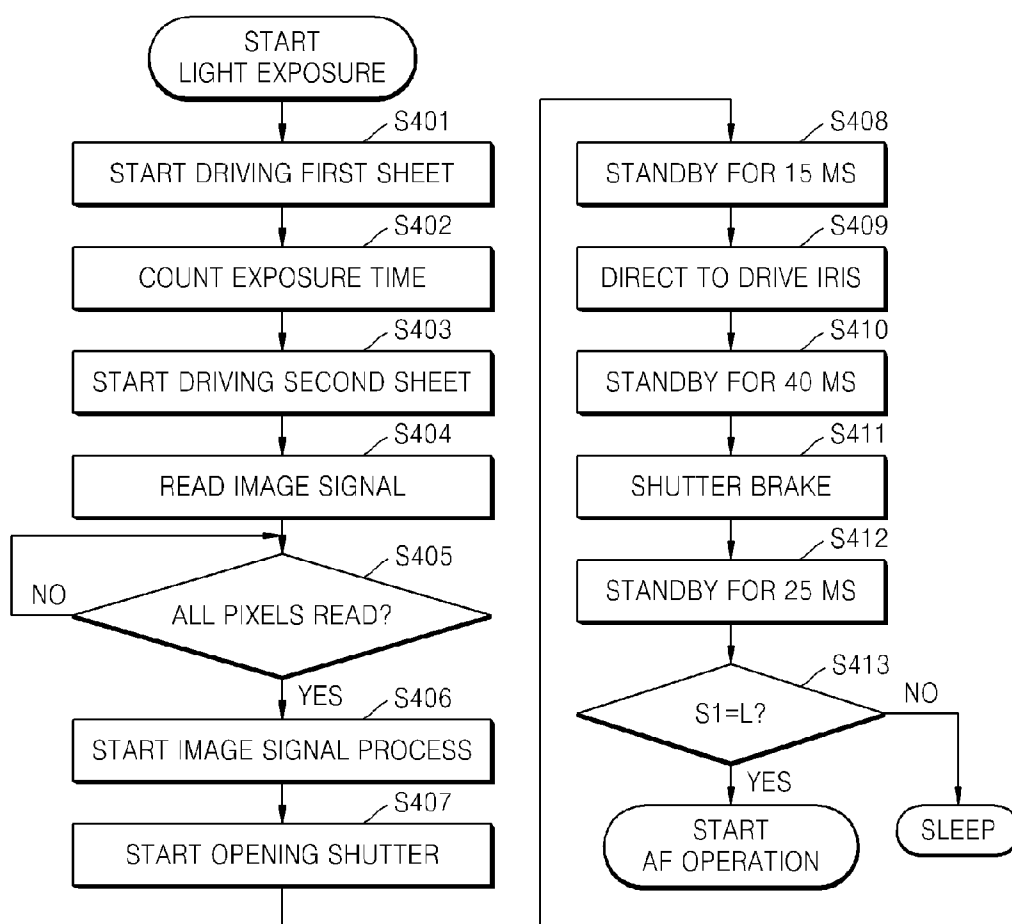 START
LIGHT EXPOSURE
S401
START DRIVING FIRST SHEET
S402
COUNT EXPOSURE TIME
S403
START DRIVING SECOND SHEET
S404
READ IMAGE SIGNAL
S405
NO
ALL PIXELS READ?
YES
S406
START IMAGE SIGNAL PROCESS
S407
START OPENING SHUTTER
S408
STANDBY FOR 15 MS
S409
DIRECT TO DRIVE IRIS
S410
STANDBY FOR 40 MS
S411
SHUTTER BRAKE
S412
STANDBY FOR 25 MS
S413
NO
S1=L?
YES
START
AF OPERATION
SLEEP